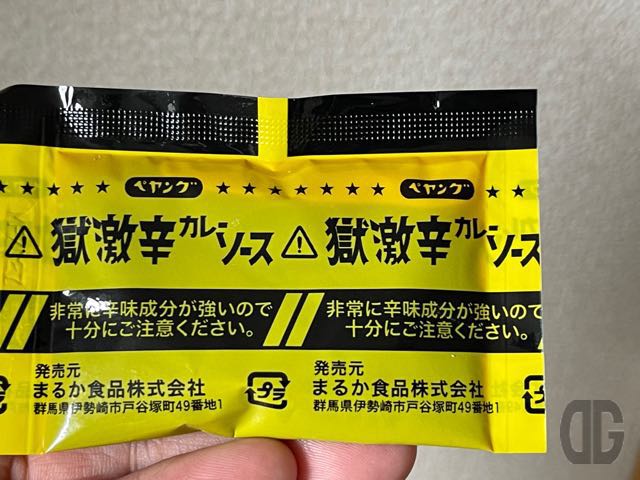 ペヤング ペヤング
獄激辛カレーソース 獄激辛カレーソース
非常に辛味成分が強いので 非常に辛味成分が強いので
十分にご注意ください。 十分にご注意ください。
発売元 発売元
まるか食品株式会社 まるか食品株式会社
群馬県伊勢崎市戸谷塚町49番地1 群馬県伊勢崎市戸谷塚町49番地1
プラ
DG